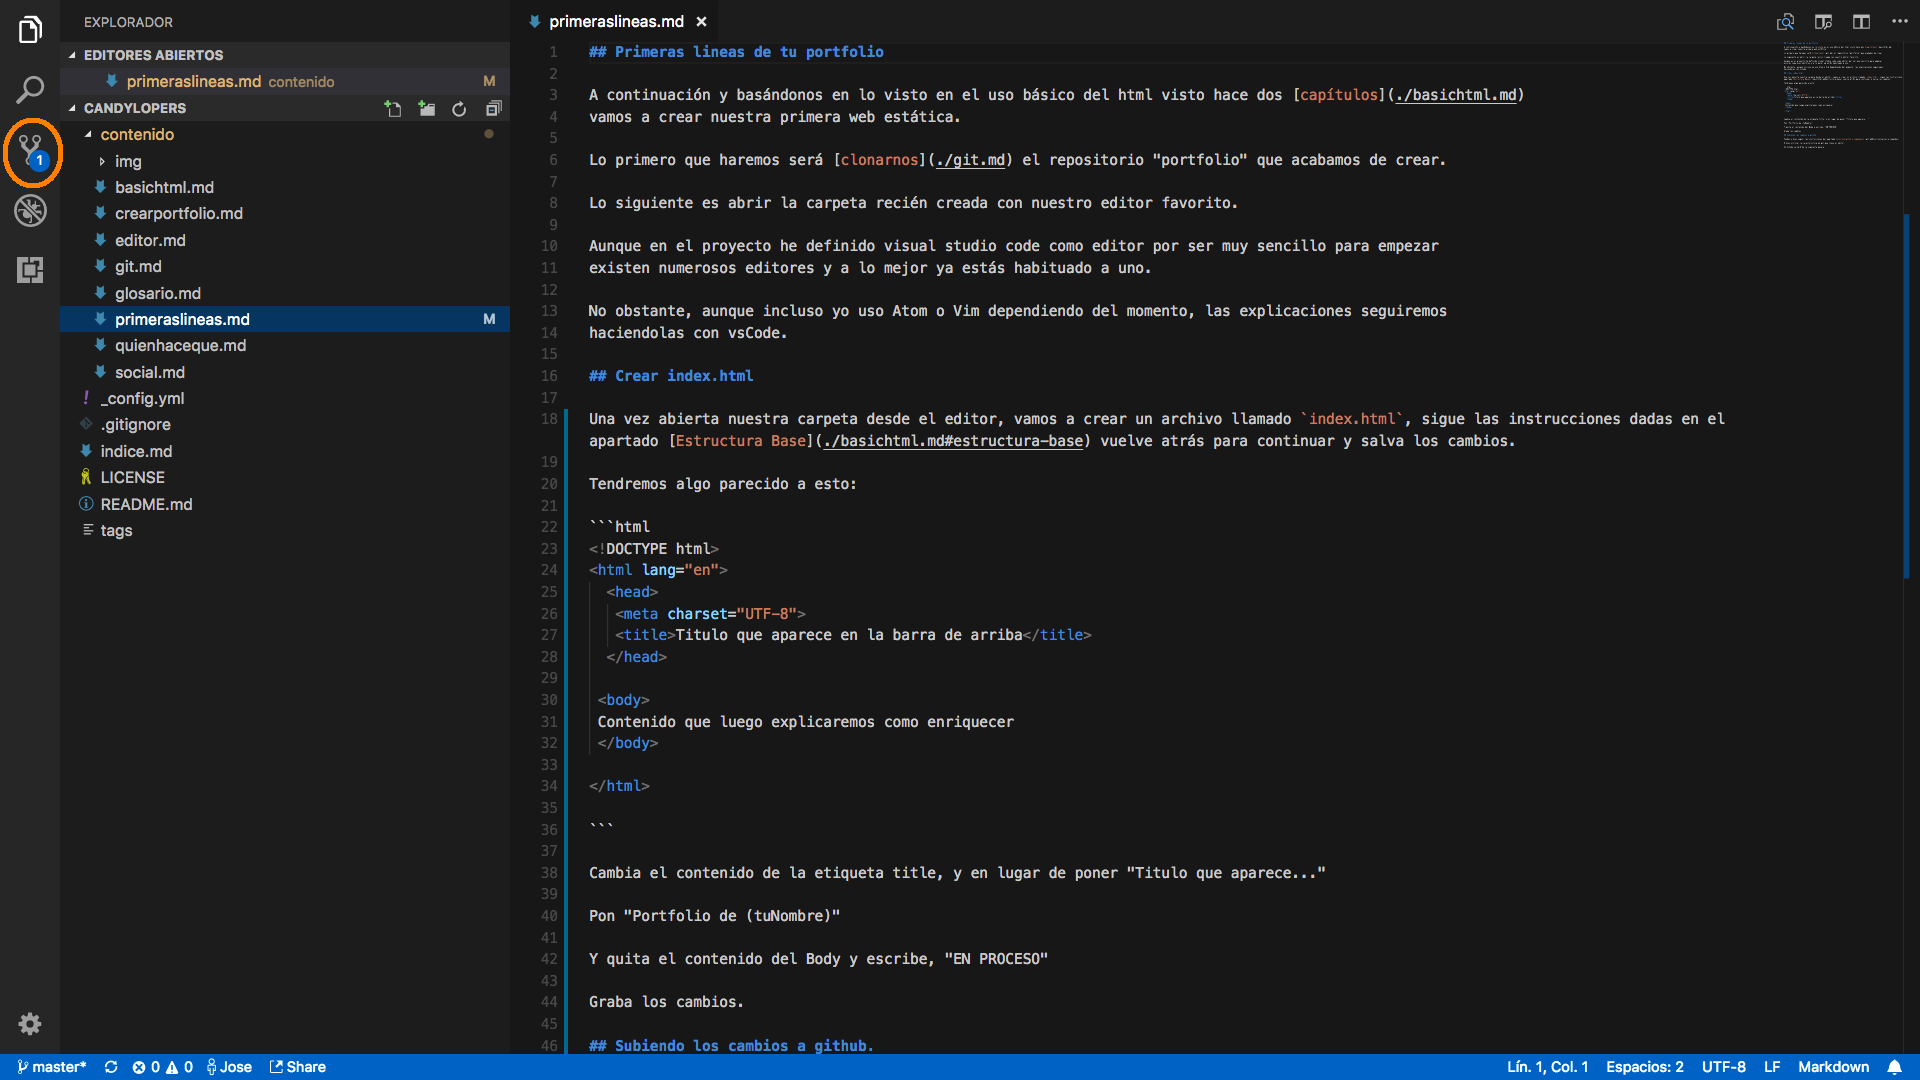 EXPLORADOR
EDITORES ABIERTOS
primeraslineas.md contenido M
CANDYLOPERS
contenido
img
1
basichtml.md
crearportfolio.md
editor.md
git.md
glosario.md
primeraslineas.md M
quienhaceque.md
social.md
_config.yml
.gitignore
indice.md
LICENSE
README.md
tags
primeraslineas.md
1 ## Primeras lineas de tu portfolio
2
3 A continuación y basándonos en lo visto en el uso básico del html visto hace dos [capítulos](./basichtml.md)
4 vamos a crear nuestra primera web estática.
5
6 Lo primero que haremos será [clonarnos](./git.md) el repositorio "portfolio" que acabamos de crear.
7
8 Lo siguiente es abrir la carpeta recién creada con nuestro editor favorito.
9
10 Aunque en el proyecto he definido visual studio code como editor por ser muy sencillo para empezar
11 existen numerosos editores y a lo mejor ya estás habituado a uno.
12
13 No obstante, aunque incluso yo uso Atom o Vim dependiendo del momento, las explicaciones seguiremos
14 haciendolas con vsCode.
15
16 ## Crear index.html
17
18 Una vez abierta nuestra carpeta desde el editor, vamos a crear un archivo llamado `index.html`, sigue las instrucciones dadas en el
apartado [Estructura Base](./basichtml.md#estructura-base) vuelve atrás para continuar y salva los cambios.
19
20 Tendremos algo parecido a esto:
21
22 ```html
23 <!DOCTYPE html>
24 <html lang="en">
25 <head>
26 <meta charset="UTF-8">
27 <title>Titulo que aparece en la barra de arriba</title>
28 </head>
29
30 <body>
31 Contenido que luego explicaremos como enriquecer
32 </body>
33
34 </html>
35
36 ```
37
38 Cambia el contenido de la etiqueta title, y en lugar de poner "Titulo que aparece..."
39
40 Pon "Portfolio de (tuNombre)"
41
42 Y quita el contenido del Body y escribe, "EN PROCESO"
43
44 Graba los cambios.
45
46 ## Subiendo los cambios a github.
master* 0 0 Jose Share Lín. 1, Col. 1 Espacios: 2 UTF-8 LF Markdown